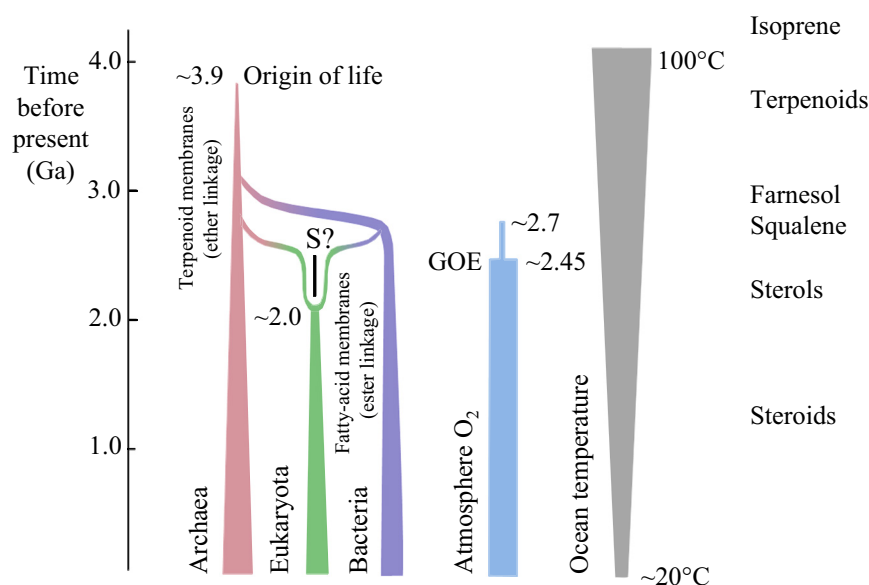 Time
before
present
(Ga)
4.0
3.0
2.0
1.0
~3.9 Origin of life
Terpenoid membranes
(ether linkage)
S?
~2.0
Fatty-acid membranes
(ester linkage)
Archaea
Eukaryota
Bacteria
~2.7
GOE
~2.45
Atmosphere O₂
100°C
Ocean temperature
~20°C
Isoprene
Terpenoids
Farnesol
Squalene
Sterols
Steroids